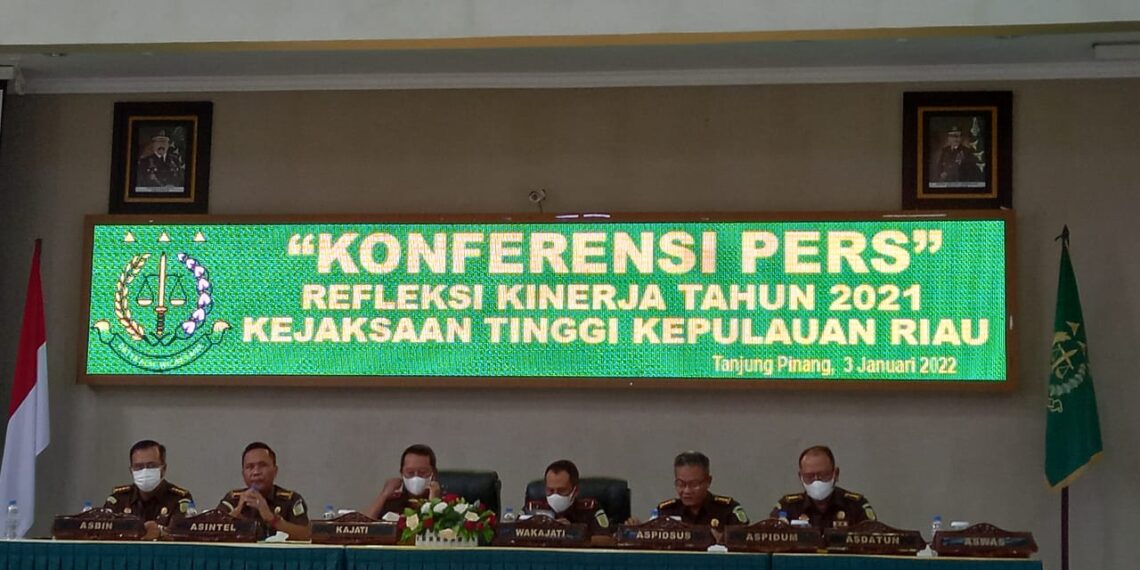 “KONFERENSI PERS”
REFLEKSI KINERJA TAHUN 2021
KEJAKSAAN TINGGI KEPULAUAN RIAU
Tanjung Pinang, 3 Januari 2022
ASBIN
ASINTEL
KAJATI
WAKAJATI
ASPIDSUS
ASPIDUM
ASDATUN
ASWAS